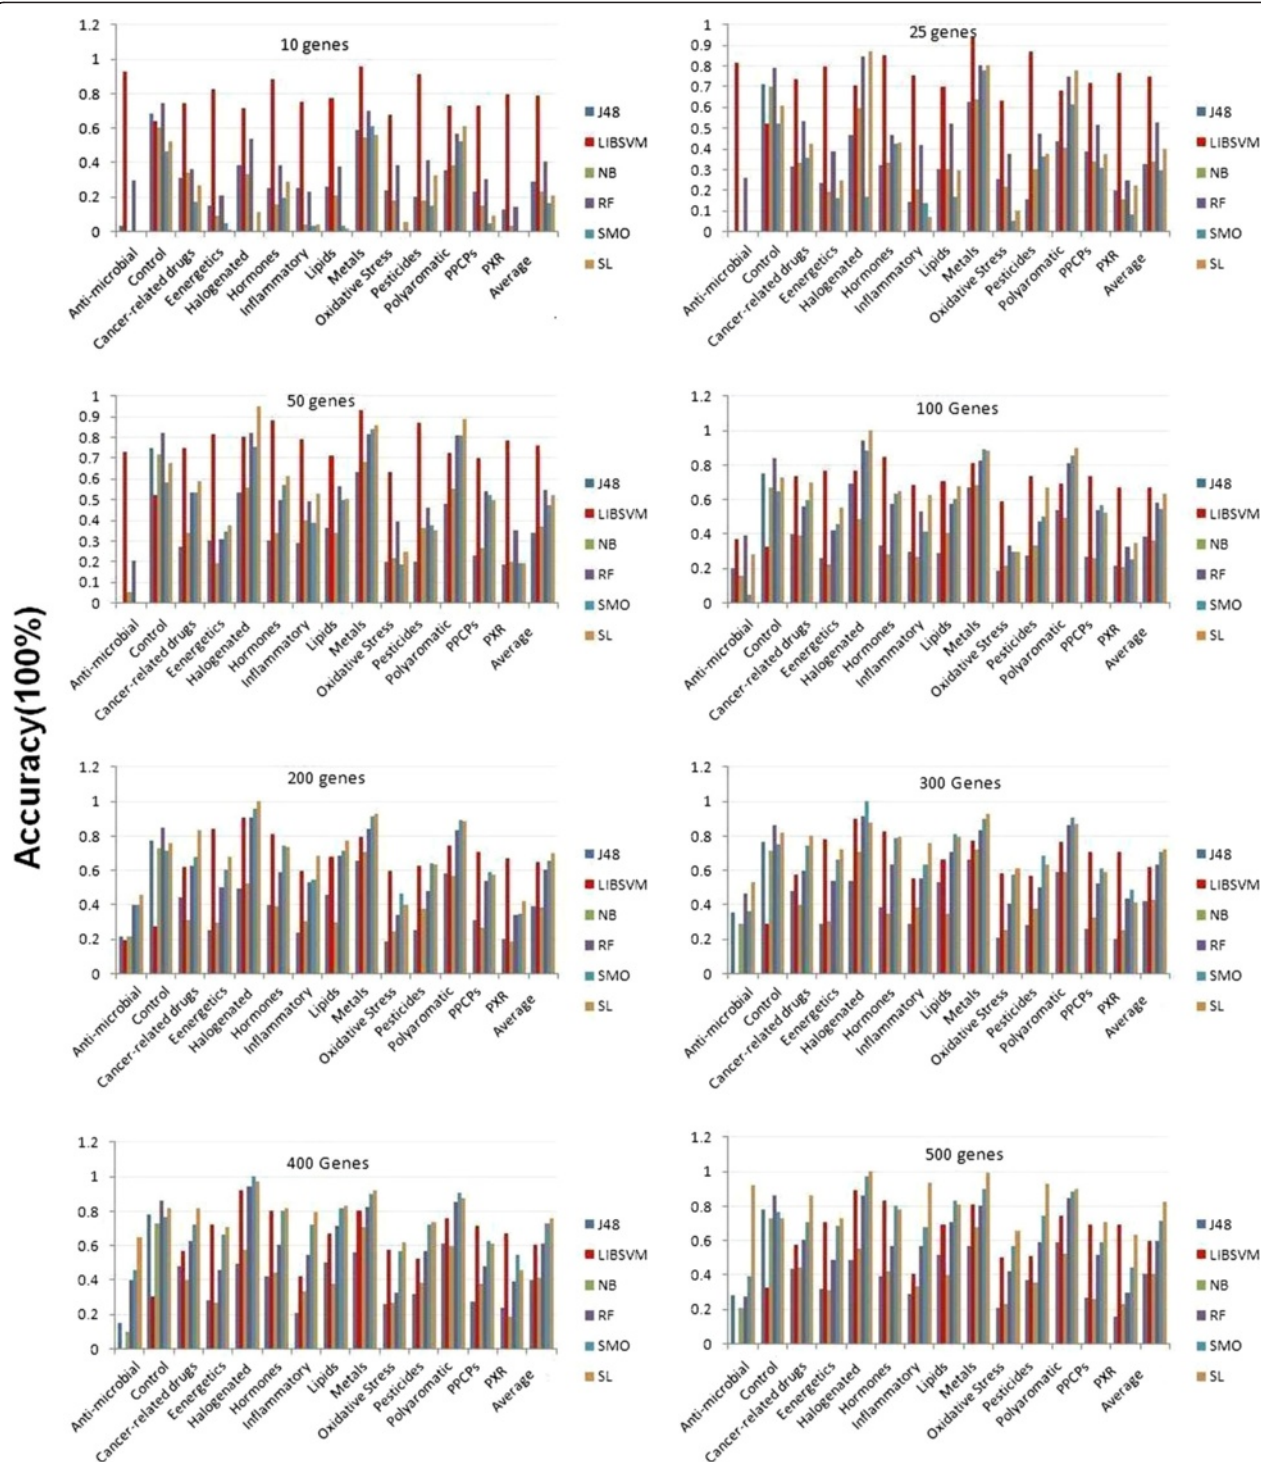 Accuracy(100%)
10 genes
1.2
1
0.8
0.6
0.4
0.2
0
Anti-microbial
Control
Cancer-related drugs
Eenergetics
Halogenated
Hormones
Inflammatory
Lipids
Metals
Oxidative Stress
Pesticides
Polyaromatic
PPCPs
PXR
Average
J48
LIBSVM
NB
RF
SMO
SL
25 genes
1
0.9
0.8
0.7
0.6
0.5
0.4
0.3
0.2
0.1
0
Anti-microbial
Control
Cancer-related drugs
Eenergetics
Halogenated
Hormones
Inflammatory
Lipids
Metals
Oxidative Stress
Pesticides
Polyaromatic
PPCPs
PXR
Average
J48
LIBSVM
NB
RF
SMO
SL
50 genes
1
0.9
0.8
0.7
0.6
0.5
0.4
0.3
0.2
0.1
0
Anti-microbial
Control
Cancer-related drugs
Eenergetics
Halogenated
Hormones
Inflammatory
Lipids
Metals
Oxidative Stress
Pesticides
Polyaromatic
PPCPs
PXR
Average
J48
LIBSVM
NB
RF
SMO
SL
100 Genes
1.2
1
0.8
0.6
0.4
0.2
0
Anti-microbial
Control
Cancer-related drugs
Eenergetics
Halogenated
Hormones
Inflammatory
Lipids
Metals
Oxidative Stress
Pesticides
Polyaromatic
PPCPs
PXR
Average
J48
LIBSVM
NB
RF
SMO
SL
200 genes
1.2
1
0.8
0.6
0.4
0.2
0
Anti-microbial
Control
Cancer-related drugs
Eenergetics
Halogenated
Hormones
Inflammatory
Lipids
Metals
Oxidative Stress
Pesticides
Polyaromatic
PPCPs
PXR
Average
J48
LIBSVM
NB
RF
SMO
SL
300 Genes
1.2
1
0.8
0.6
0.4
0.2
0
Anti-microbial
Control
Cancer-related drugs
Eenergetics
Halogenated
Hormones
Inflammatory
Lipids
Metals
Oxidative Stress
Pesticides
Polyaromatic
PPCPs
PXR
Average
J48
LIBSVM
NB
RF
SMO
SL
400 Genes
1.2
1
0.8
0.6
0.4
0.2
0
Anti-microbial
Control
Cancer-related drugs
Eenergetics
Halogenated
Hormones
Inflammatory
Lipids
Metals
Oxidative Stress
Pesticides
Polyaromatic
PPCPs
PXR
Average
J48
LIBSVM
NB
RF
SMO
SL
500 genes
1.2
1
0.8
0.6
0.4
0.2
0
Anti-microbial
Control
Cancer-related drugs
Eenergetics
Halogenated
Hormones
Inflammatory
Lipids
Metals
Oxidative Stress
Pesticides
Polyaromatic
PPCPs
PXR
Average
J48
LIBSVM
NB
RF
SMO
SL